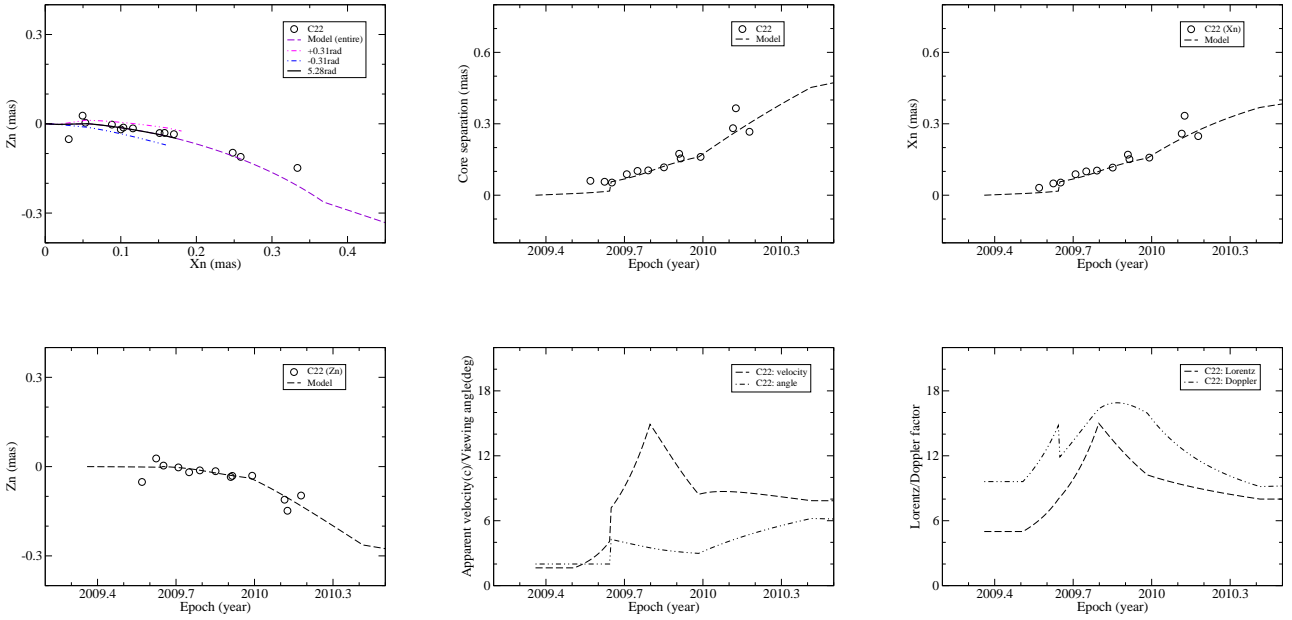 0.3
0
-0.3
Zn (mas)
0 0.1 0.2 0.3 0.4
Xn (mas)
C22
Model (entire)
+0.31rad
-0.31rad
5.28rad
0.6
0.3
0
Core separation (mas)
2009.4 2009.7 2010 2010.3
Epoch (year)
C22
Model
0.6
0.3
0
Xn (mas)
2009.4 2009.7 2010 2010.3
Epoch (year)
C22 (Xn)
Model
0.3
0
-0.3
Zn (mas)
2009.4 2009.7 2010 2010.3
Epoch (year)
C22 (Zn)
Model
18
12
6
0
Apparent velocity(c)/Viewing angle(deg)
2009.4 2009.7 2010 2010.3
Epoch (year)
C22: velocity
C22: angle
18
12
6
0
Lorentz/Doppler factor
2009.4 2009.7 2010 2010.3
Epoch (year)
C22: Lorentz
C22: Doppler